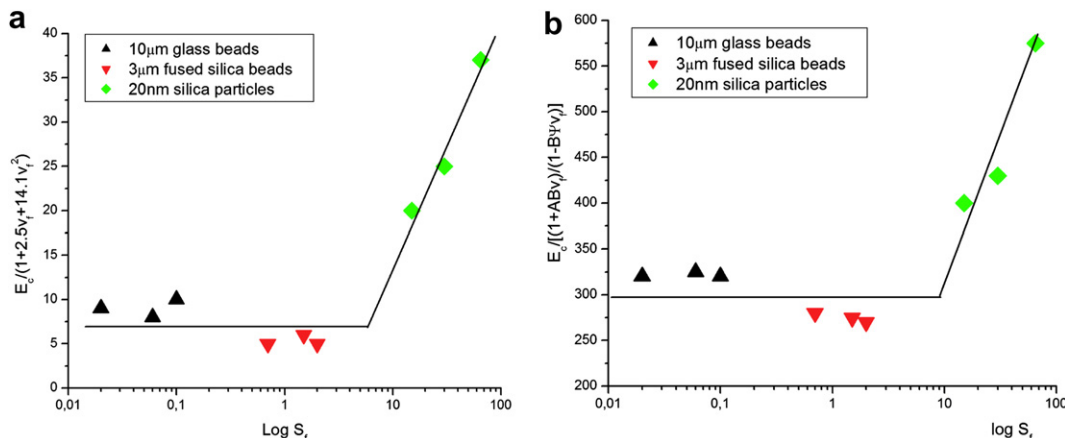 a
40
35
30
25
20
15
10
5
0
E_c/(1+2.5v_f+14.1v_f^2)
10μm glass beads
3μm fused silica beads
20nm silica particles
0,01 0,1 1 10 100
Log S_f
b
600
550
500
450
400
350
300
250
200
E_c/[(1+ABv_f)/(1-BΨv_f)]
10μm glass beads
3μm fused silica beads
20nm silica particles
0,01 0,1 1 10 100
log S_f